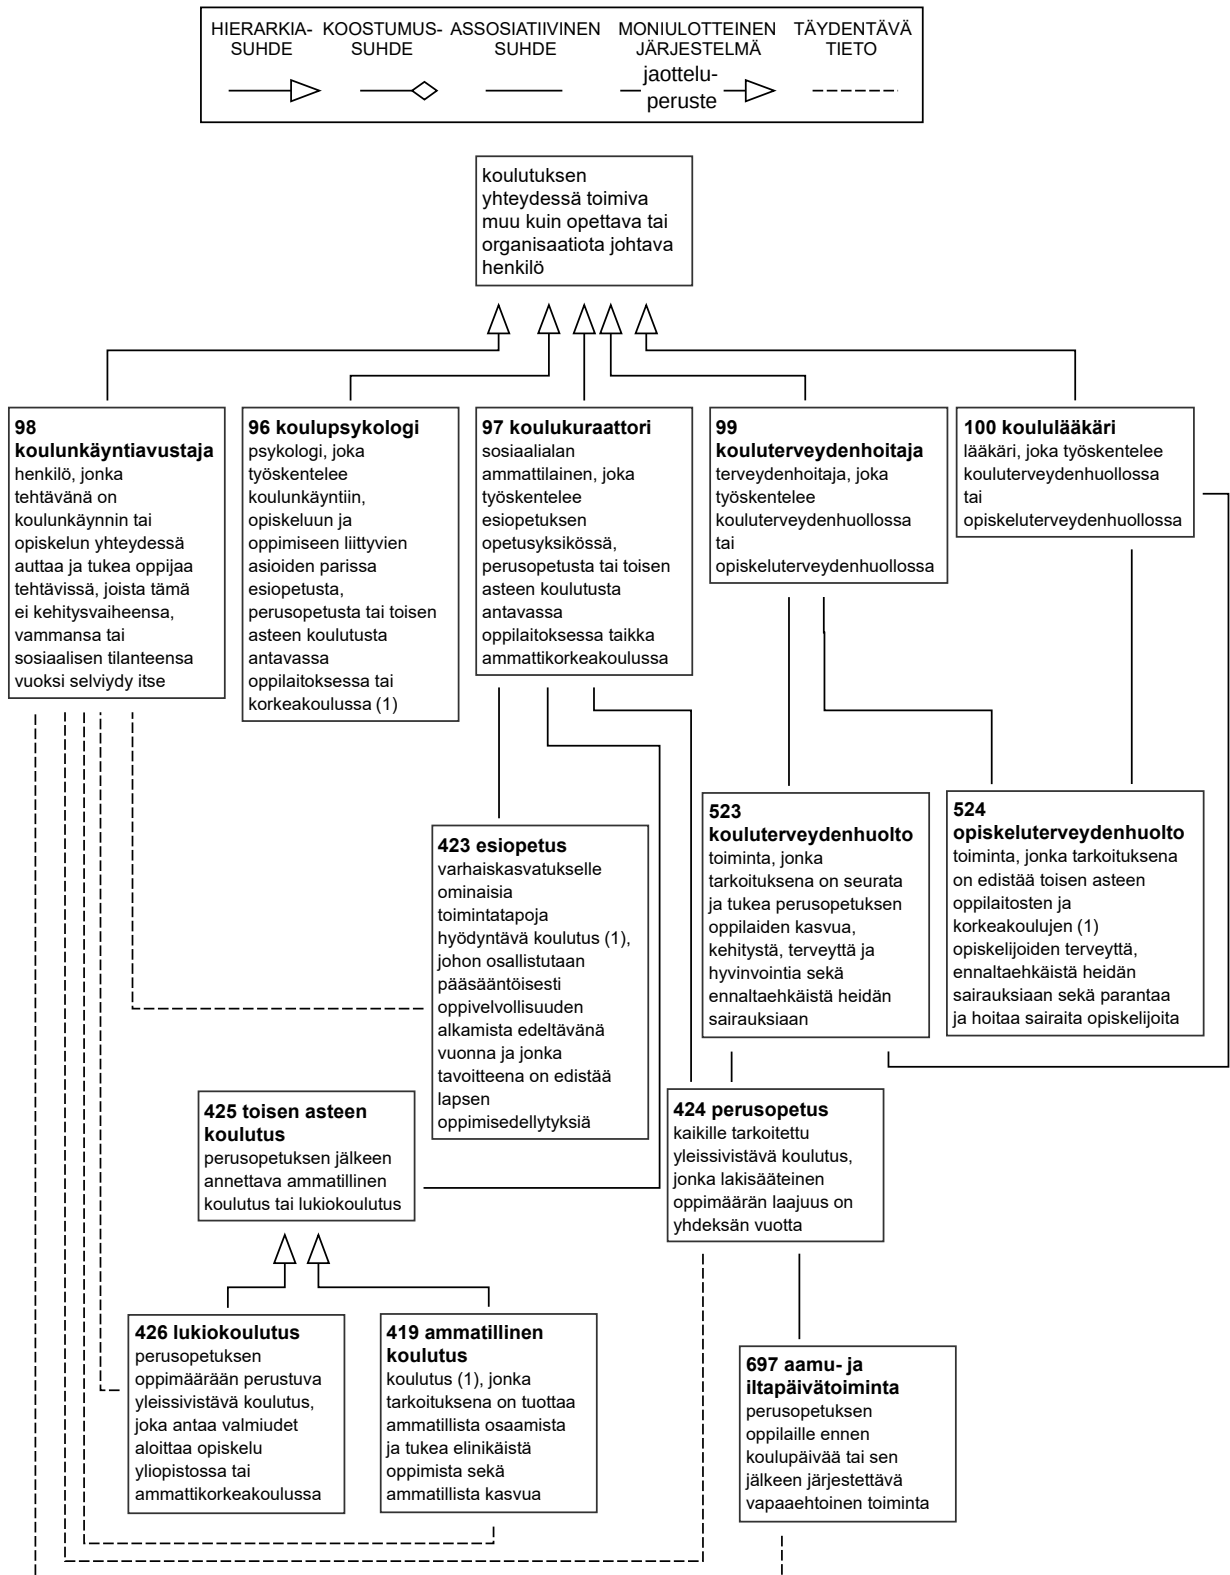 HIERARKIA-
SUHDE
KOOSTUMUS-
SUHDE
ASSOSIATIIVINEN
SUHDE
MONIULOTTEINEN
JÄRJESTELMÄ
jaottelu-
peruste
TÄYDENTÄVÄ
TIETO
koulutuksen
yhteydessä toimiva
muu kuin opettava tai
organisaatiota johtava
henkilö
98
koulunkäyntiavustaja
henkilö, jonka
tehtävänä on
koulunkäynnin tai
opiskelun yhteydessä
auttaa ja tukea oppijaa
tehtävissä, joista tämä
ei kehitysvaiheensa,
vammansa tai
sosiaalisen tilanteensa
vuoksi selviydy itse
96 koulupsykologi
psykologi, joka
työskentelee
koulunkäyntiin,
opiskeluun ja
oppimiseen liittyvien
asioiden parissa
esiopetusta,
perusopetusta tai toisen
asteen koulutusta
antavassa
oppilaitoksessa tai
korkeakoulussa (1)
97 koulukuraattori
sosiaalialan
ammattilainen, joka
työskentelee
esiopetuksen
opetusyksikössä,
perusopetusta tai toisen
asteen koulutusta
antavassa
oppilaitoksessa taikka
ammattikorkeakoulussa
99
kouluterveydenhoitaja
terveydenhoitaja, joka
työskentelee
kouluterveydenhuollossa
tai
opiskeluterveydenhuollossa
100 koululääkäri
lääkäri, joka työskentelee
kouluterveydenhuollossa
tai
opiskeluterveydenhuollossa
423 esiopetus
varhaiskasvatukselle
ominaisia
toimintatapoja
hyödyntävä koulutus (1),
johon osallistutaan
pääsääntöisesti
oppivelvollisuuden
alkamista edeltävänä
vuonna ja jonka
tavoitteena on edistää
lapsen
oppimisedellytyksiä
523
kouluterveydenhuolto
toiminta, jonka
tarkoituksena on seurata
ja tukea perusopetuksen
oppilaiden kasvua,
kehitystä, terveyttä ja
hyvinvointia sekä
ennaltaehkäistä heidän
sairauksiaan
524
opiskeluterveydenhuolto
toiminta, jonka tarkoituksena
on edistää toisen asteen
oppilaitosten ja
korkeakoulujen (1)
opiskelijoiden terveyttä,
ennaltaehkäistä heidän
sairauksiaan sekä parantaa
ja hoitaa sairaita opiskelijoita
425 toisen asteen
koulutus
perusopetuksen jälkeen
annettava ammatillinen
koulutus tai lukiokoulutus
424 perusopetus
kaikille tarkoitettu
yleissivistävä koulutus,
jonka lakisääteinen
oppimäärän laajuus on
yhdeksän vuotta
426 lukiokoulutus
perusopetuksen
oppimäärään perustuva
yleissivistävä koulutus,
joka antaa valmiudet
aloittaa opiskelu
yliopistossa tai
ammattikorkeakoulussa
419 ammatillinen
koulutus
koulutus (1), jonka
tarkoituksena on tuottaa
ammatillista osaamista
ja tukea elinikäistä
oppimista sekä
ammatillista kasvua
697 aamu- ja
iltapäivätoiminta
perusopetuksen
oppilaille ennen
koulupäivää tai sen
jälkeen järjestettävä
vapaaehtoinen toiminta